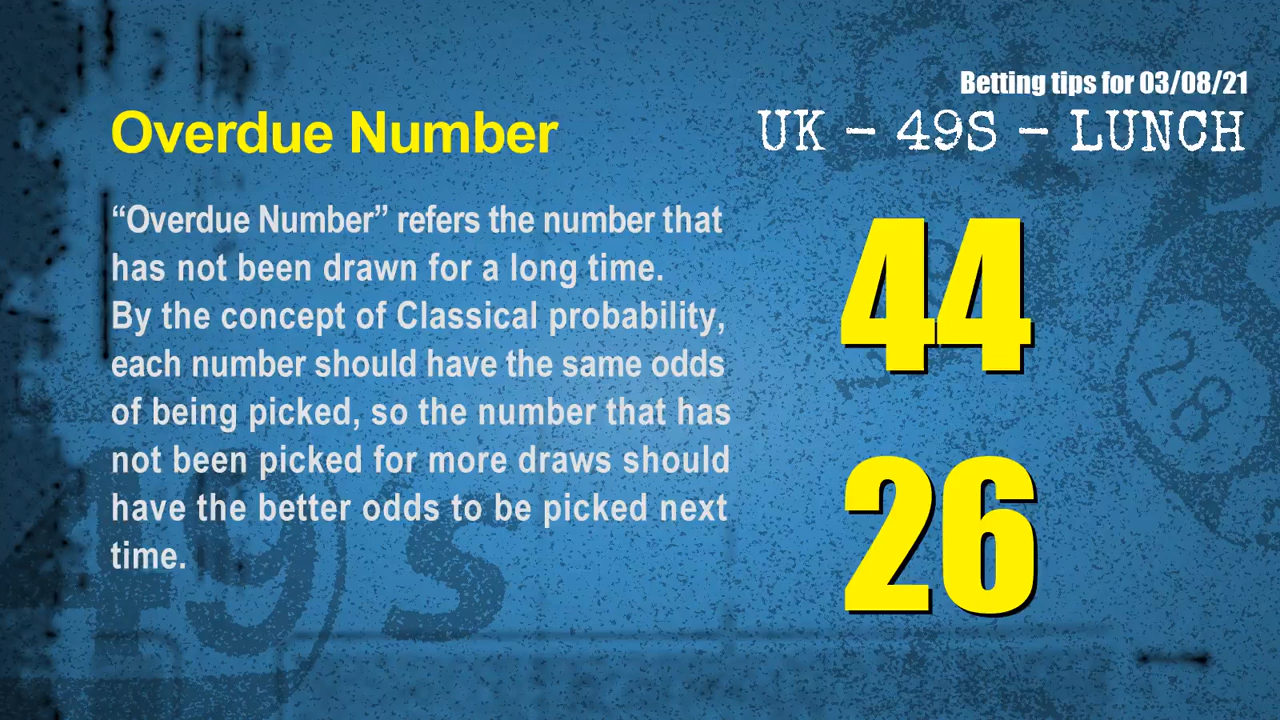 Betting tips for 03/08/21
UK - 49S - LUNCH
Overdue Number
“Overdue Number” refers the number that
has not been drawn for a long time.
By the concept of Classical probability,
each number should have the same odds
of being picked, so the number that has
not been picked for more draws should
have the better odds to be picked next
time.
44
26
49's
28